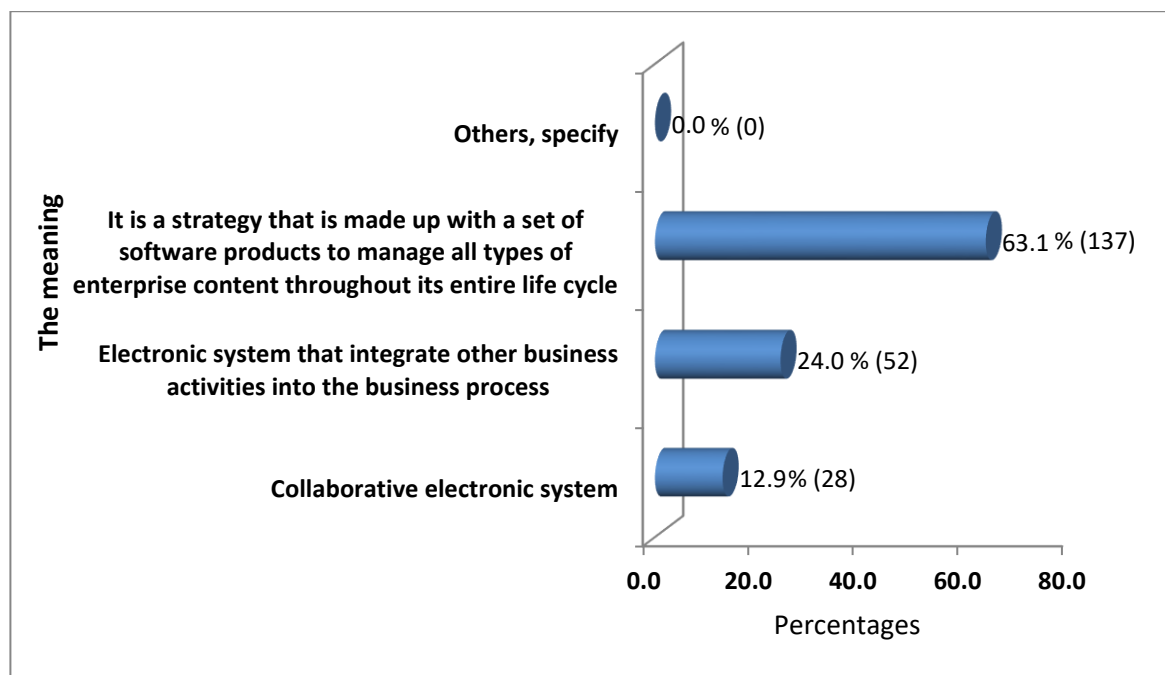 The meaning
Others, specify
0.0 % (0)
It is a strategy that is made up with a set of
software products to manage all types of
enterprise content throughout its entire life cycle
63.1 % (137)
Electronic system that integrate other business
activities into the business process
24.0 % (52)
Collaborative electronic system
12.9% (28)
0.0 20.0 40.0 60.0 80.0
Percentages